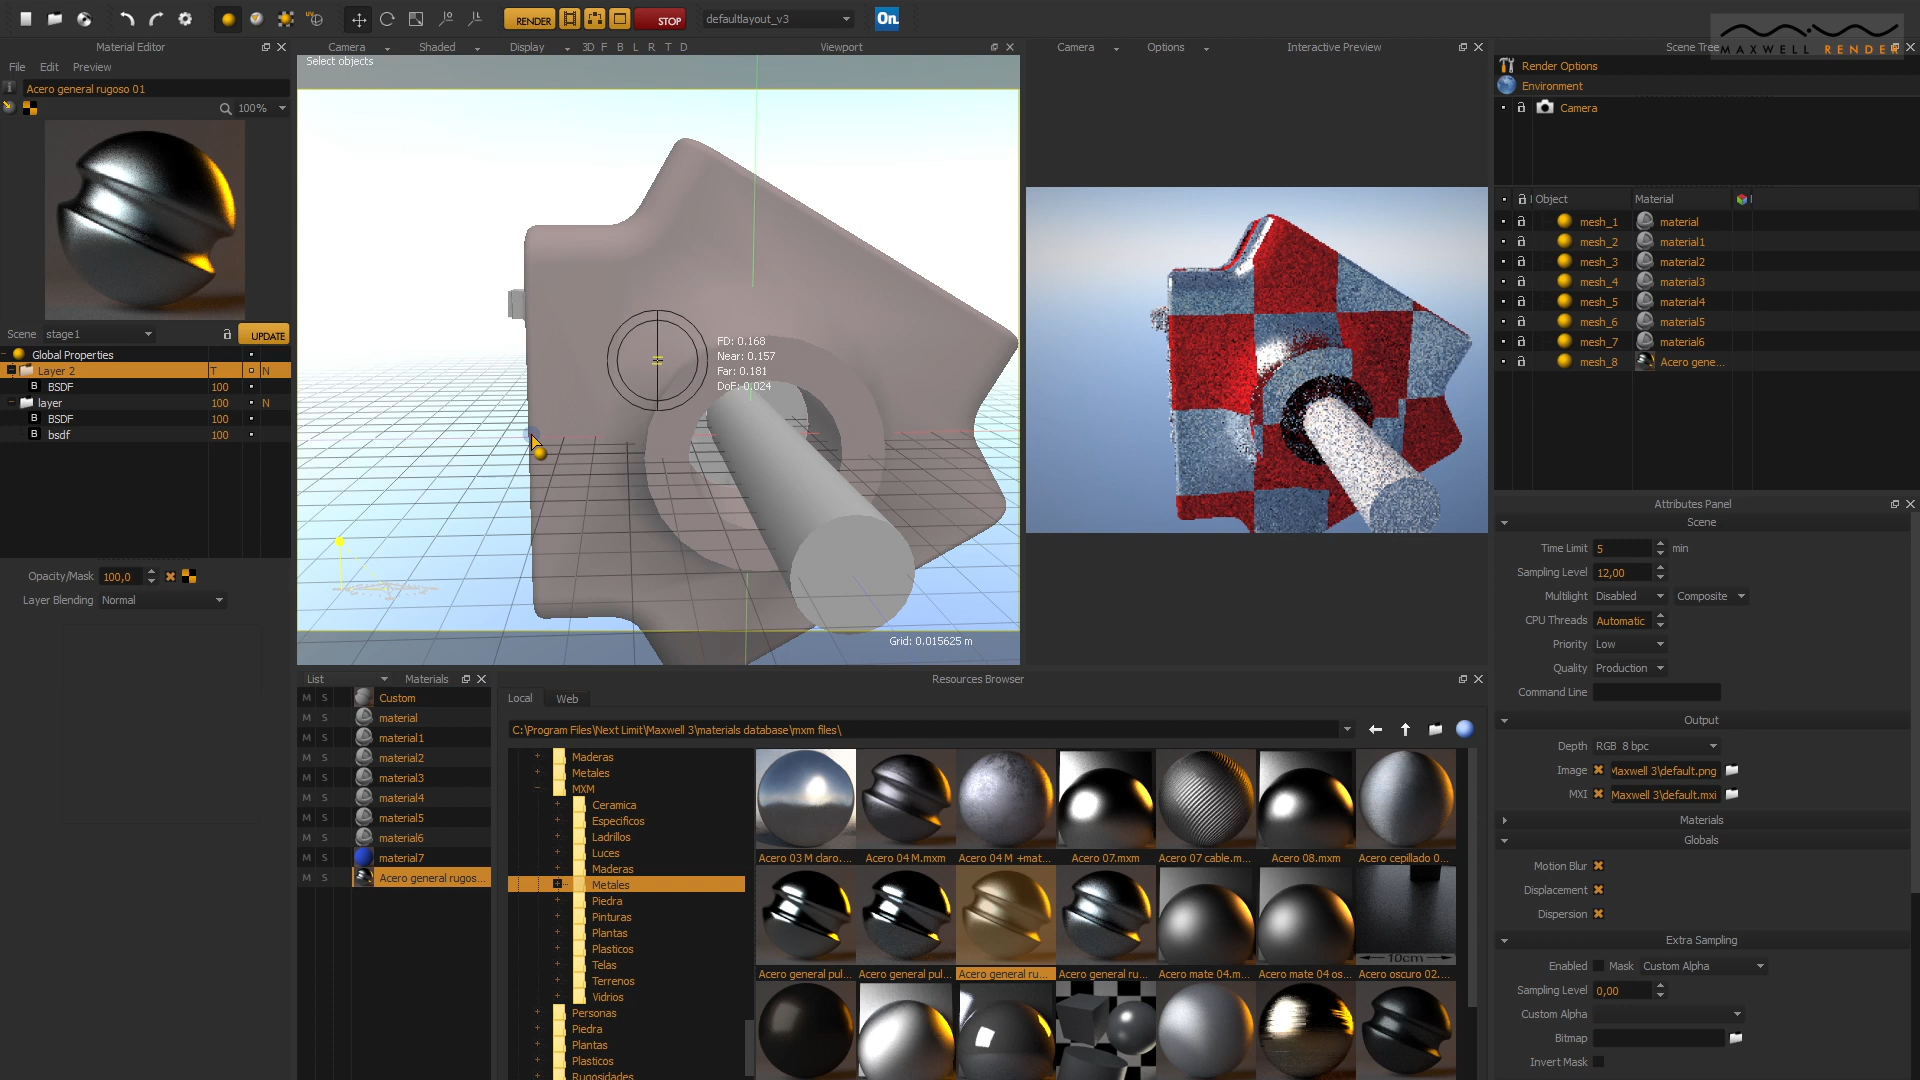 RENDER
STOP
defaultlayout_v3
On.
MAXWELL RENDER
Material Editor
Camera
Shaded
Display
3D F B L R T D
Viewport
Camera
Options
Interactive Preview
Scene Tree
File Edit Preview
Acero general rugoso 01
100%
Scene stage1
UPDATE
Global Properties
Layer 2 T N
BSDF 100
layer 100 N
BSDF 100
bsdf 100
Opacity/Mask 100,0
Layer Blending Normal
Select objects
FD: 0.168
Near: 0.157
Far: 0.181
DoF: 0.024
Grid: 0.015625 m
Render Options
Environment
Camera
Object Material
mesh_1 material
mesh_2 material1
mesh_3 material2
mesh_4 material3
mesh_5 material4
mesh_6 material5
mesh_7 material6
mesh_8 Acero gene...
Attributes Panel
Scene
Time Limit 5 min
Sampling Level 12,00
Multilight Disabled Composite
CPU Threads Automatic
Priority Low
Quality Production
Command Line
Output
Depth RGB 8 bpc
Image Maxwell 3\default.png
MXI Maxwell 3\default.mxi
Materials
Globals
Motion Blur
Displacement
Dispersion
Extra Sampling
Enabled Mask Custom Alpha
Sampling Level 0,00
Custom Alpha
Bitmap
Invert Mask
List Materials
M S Custom
M S material
M S material1
M S material2
M S material3
M S material4
M S material5
M S material6
M S material7
M S Acero general rugos...
Resources Browser
Local Web
C:\Program Files\Next Limit\Maxwell 3\materials database\mxm files\
Maderas
Metales
MXM
Ceramica
Especificos
Ladrillos
Luces
Maderas
Metales
Piedra
Pinturas
Plantas
Plasticos
Telas
Terrenos
Vidrios
Personas
Piedra
Plantas
Plasticos
Rugosidades
Acero 03 M claro....
Acero 04 M.mxm
Acero 04 M +mat...
Acero 07.mxm
Acero 07 cable.m...
Acero 08.mxm
Acero cepillado 0...
10cm
Acero general pul...
Acero general pul...
Acero general ru...
Acero general ru...
Acero mate 04.m...
Acero mate 04 os...
Acero oscuro 02....